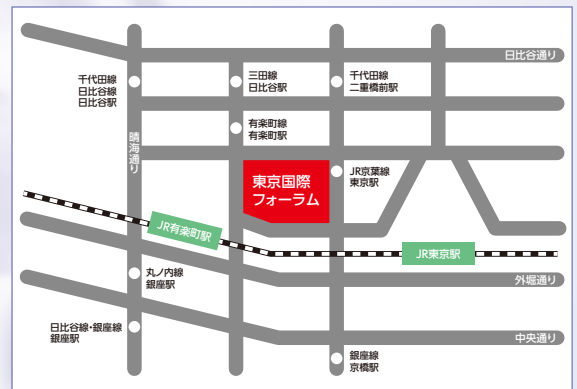 日比谷通り
千代田線
日比谷線
日比谷駅
三田線
日比谷駅
千代田線
二重橋前駅
有楽町線
有楽町駅
晴海通り
東京国際
フォーラム
JR京葉線
東京駅
JR有楽町駅
JR東京駅
丸ノ内線
銀座駅
外堀通り
日比谷線・銀座線
銀座駅
中央通り
銀座線
京橋駅